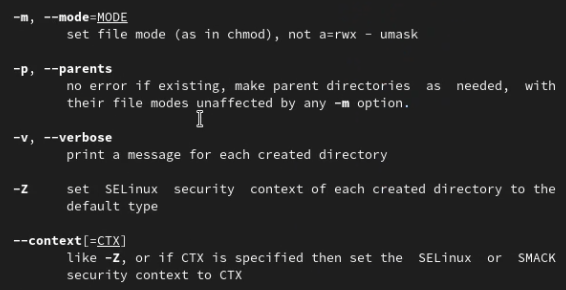 -m, --mode=MODE
set file mode (as in chmod), not a=rwx - umask
-p, --parents
no error if existing, make parent directories as needed, with
their file modes unaffected by any -m option.
-v, --verbose
print a message for each created directory
-Z set SELinux security context of each created directory to the
default type
--context[=CTX]
like -Z, or if CTX is specified then set the SELinux or SMACK
security context to CTX